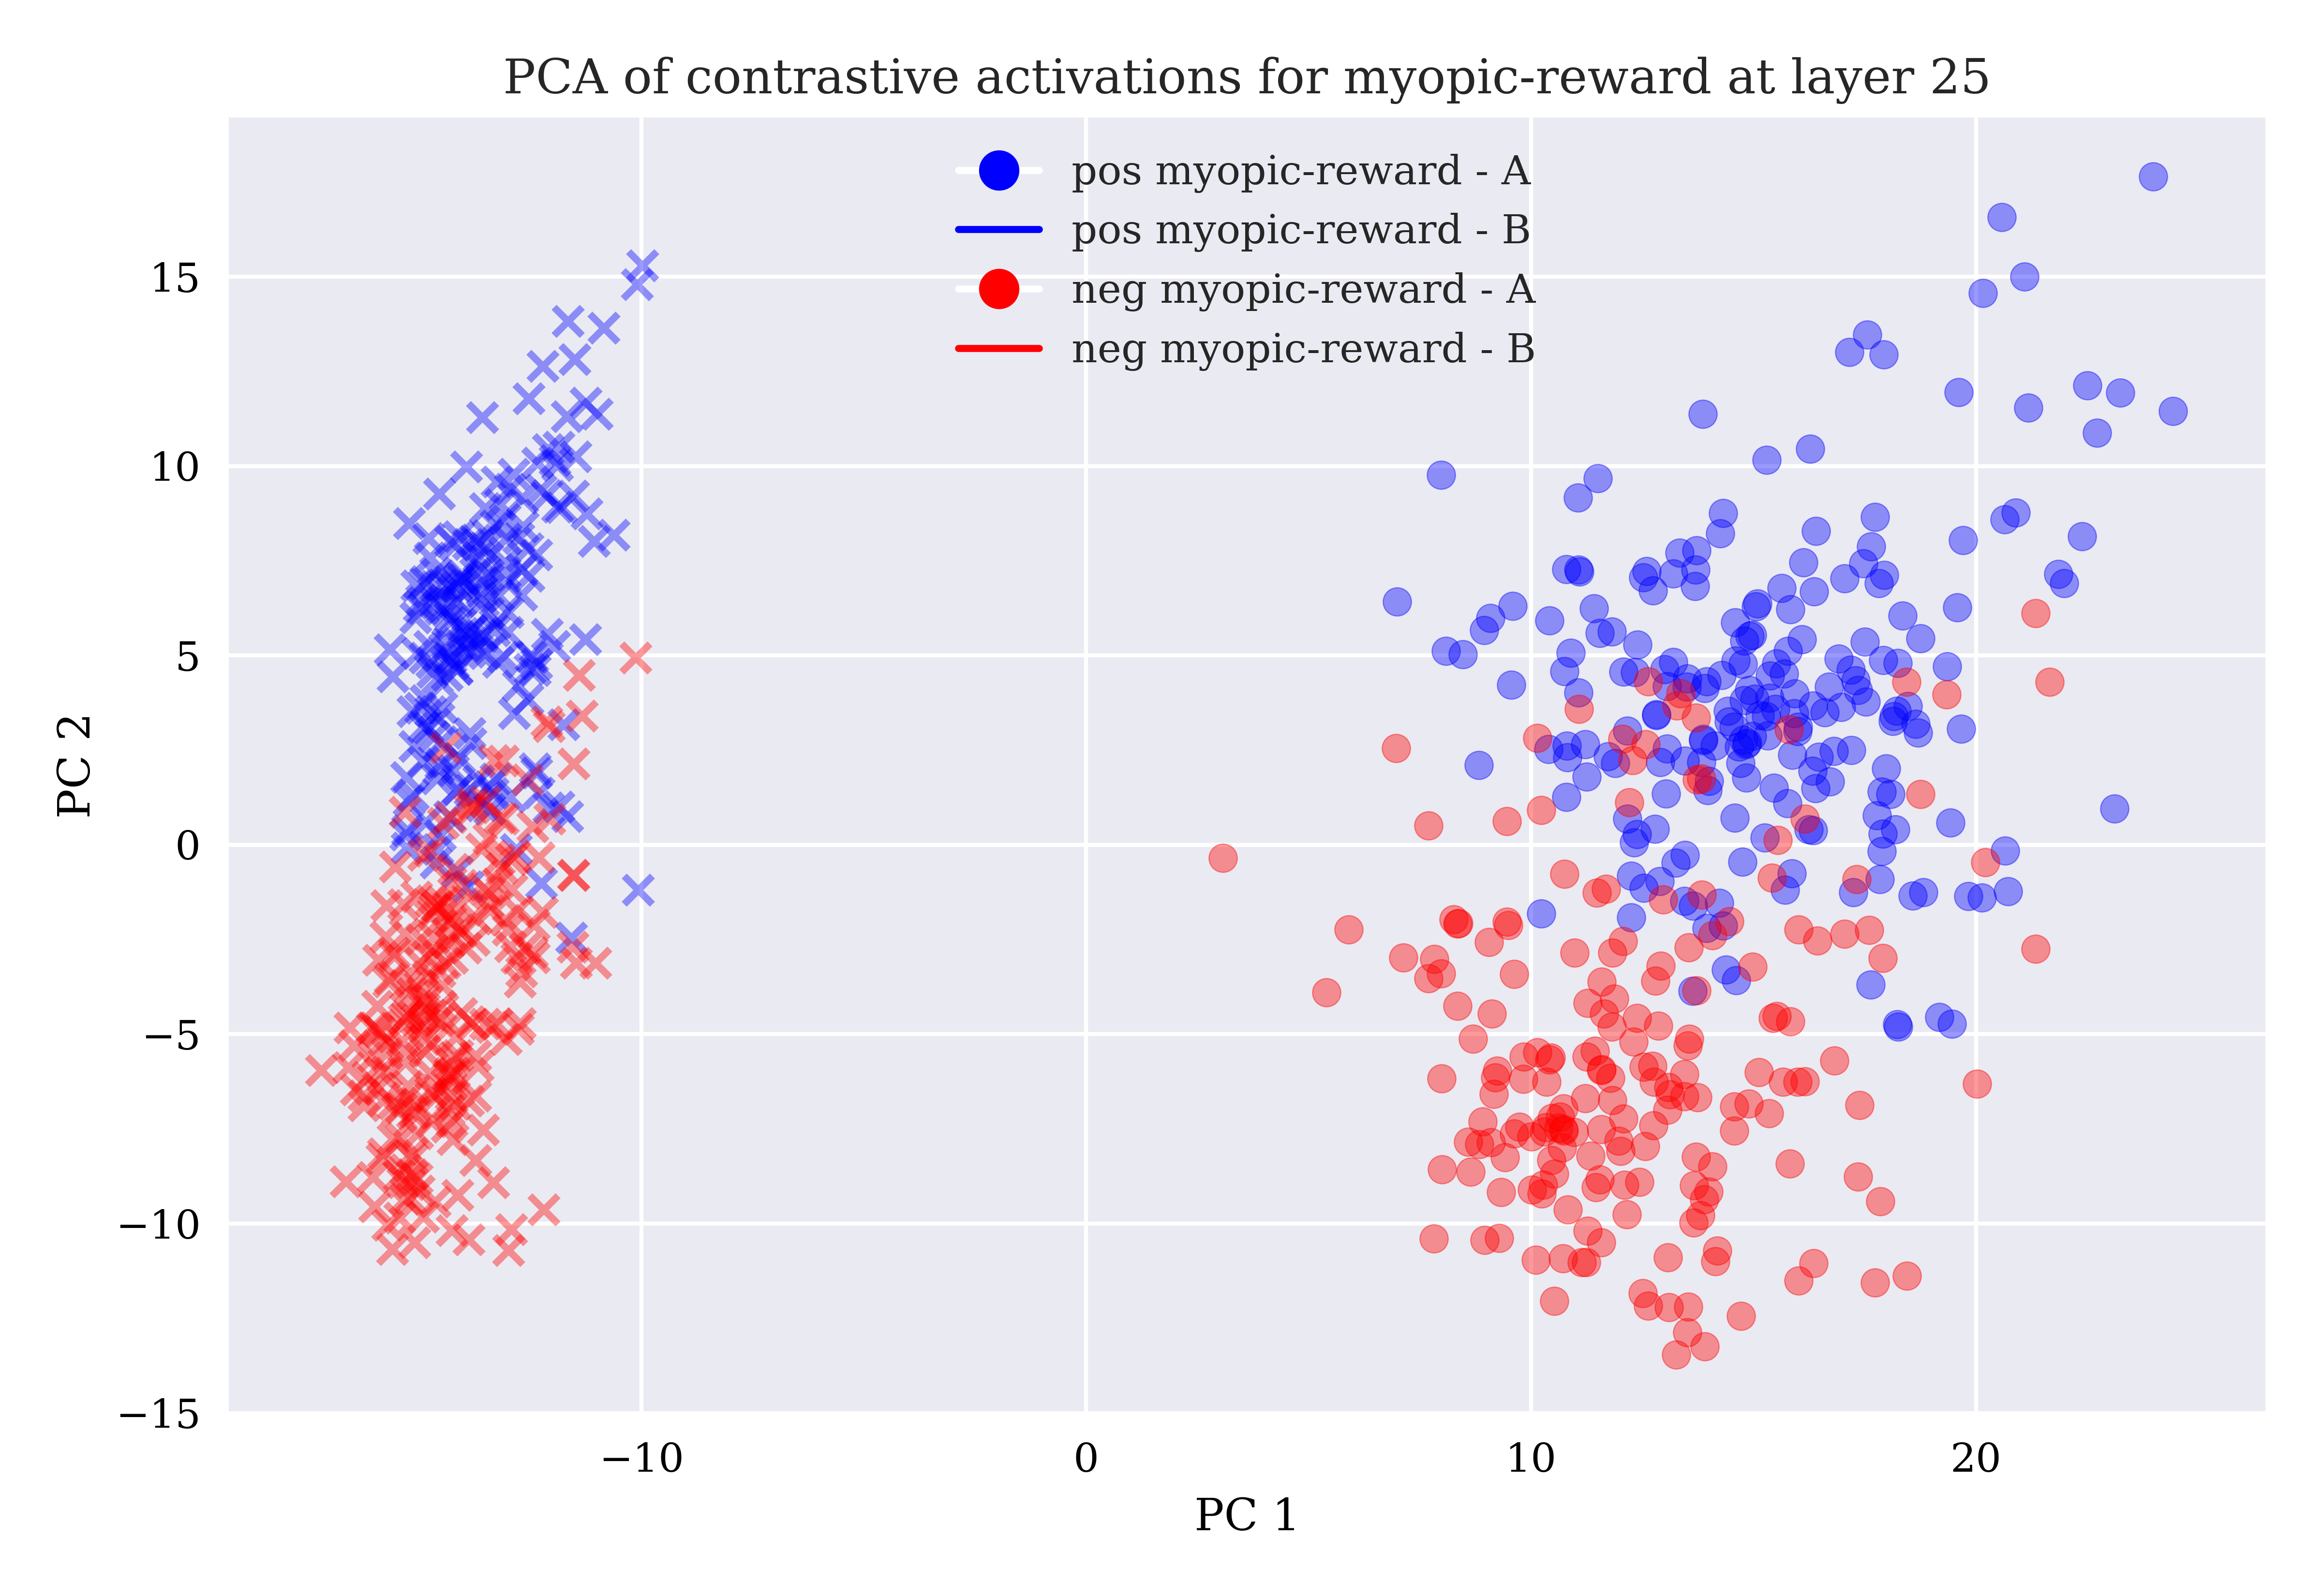 PCA of contrastive activations for myopic-reward at layer 25
pos myopic-reward - A
pos myopic-reward - B
neg myopic-reward - A
neg myopic-reward - B
15
10
5
0
−5
−10
−15
PC 2
−10
0
10
20
PC 1